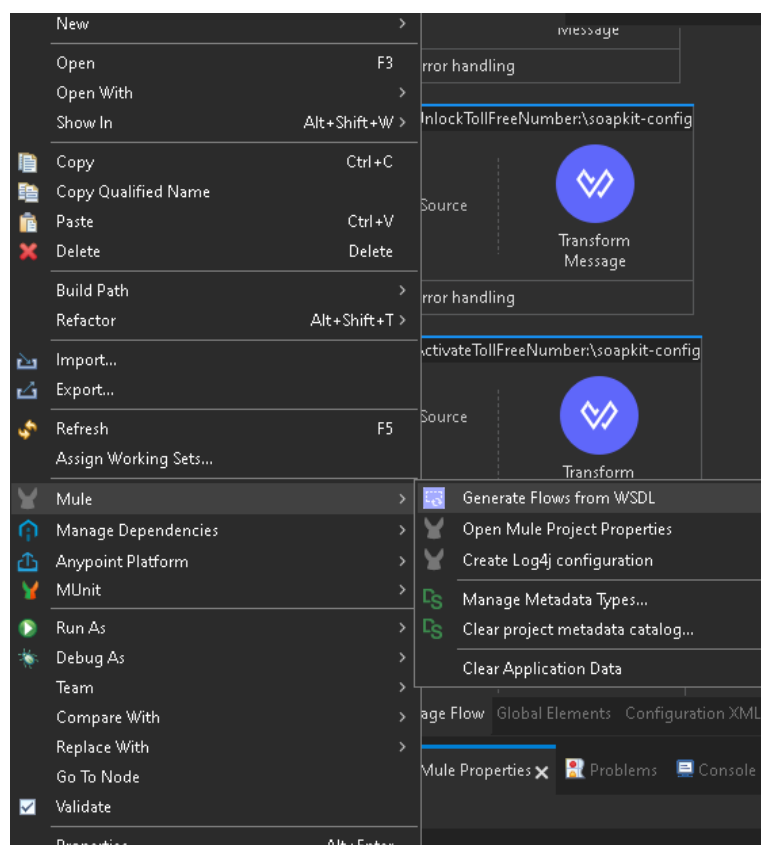 New
Open F3
Open With
Show In Alt+Shift+W
Copy Ctrl+C
Copy Qualified Name
Paste Ctrl+V
Delete Delete
Build Path
Refactor Alt+Shift+T
Import...
Export...
Refresh F5
Assign Working Sets...
Mule
Manage Dependencies
Anypoint Platform
MUnit
Run As
Debug As
Team
Compare With
Replace With
Go To Node
Validate
Properties Alt+Enter
Generate Flows from WSDL
Open Mule Project Properties
Create Log4j configuration
Manage Metadata Types...
Clear project metadata catalog...
Clear Application Data
Message
rror handling
UnlockTollFreeNumber:\soapkit-config
Source
Transform
Message
rror handling
ActivateTollFreeNumber:\soapkit-config
Source
Transform
age Flow Global Elements Configuration XML
Mule Properties Problems Console